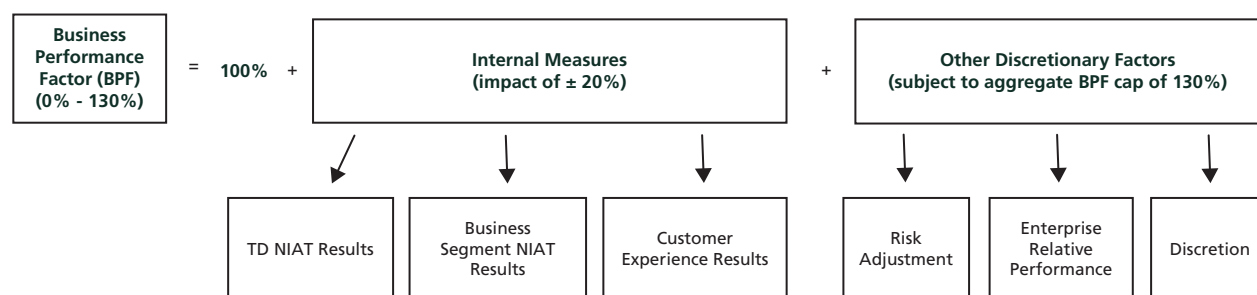 Business
Performance
Factor (BPF)
(0% - 130%)
=
100%
+
Internal Measures
(impact of ± 20%)
+
Other Discretionary Factors
(subject to aggregate BPF cap of 130%)
TD NIAT Results
Business
Segment NIAT
Results
Customer
Experience Results
Risk
Adjustment
Enterprise
Relative
Performance
Discretion